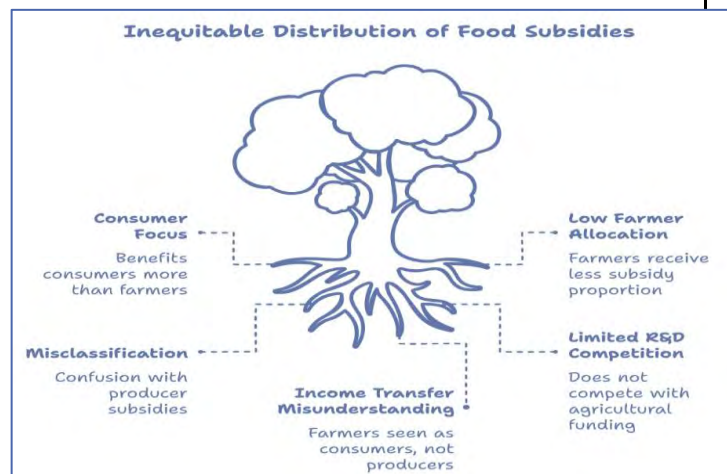 Inequitable Distribution of Food Subsidies
Consumer
Focus
Benefits
consumers more
than farmers
Low Farmer
Allocation
Farmers receive
less subsidy
proportion
Misclassification
Confusion with
producer
subsidies
Limited R&D
Competition
Does not
compete with
agricultural
funding
Income Transfer
Misunderstanding
Farmers seen as
consumers, not
producers